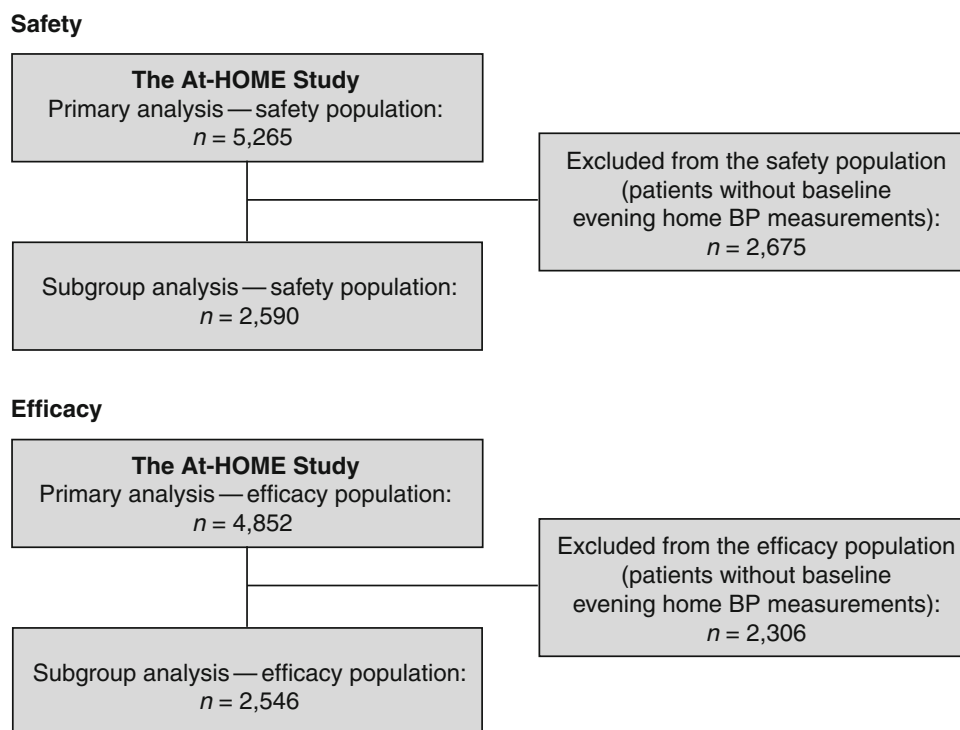 Safety
The At-HOME Study
Primary analysis — safety population:
n = 5,265
Excluded from the safety population
(patients without baseline
evening home BP measurements):
n = 2,675
Subgroup analysis — safety population:
n = 2,590
Efficacy
The At-HOME Study
Primary analysis — efficacy population:
n = 4,852
Excluded from the efficacy population
(patients without baseline
evening home BP measurements):
n = 2,306
Subgroup analysis — efficacy population:
n = 2,546